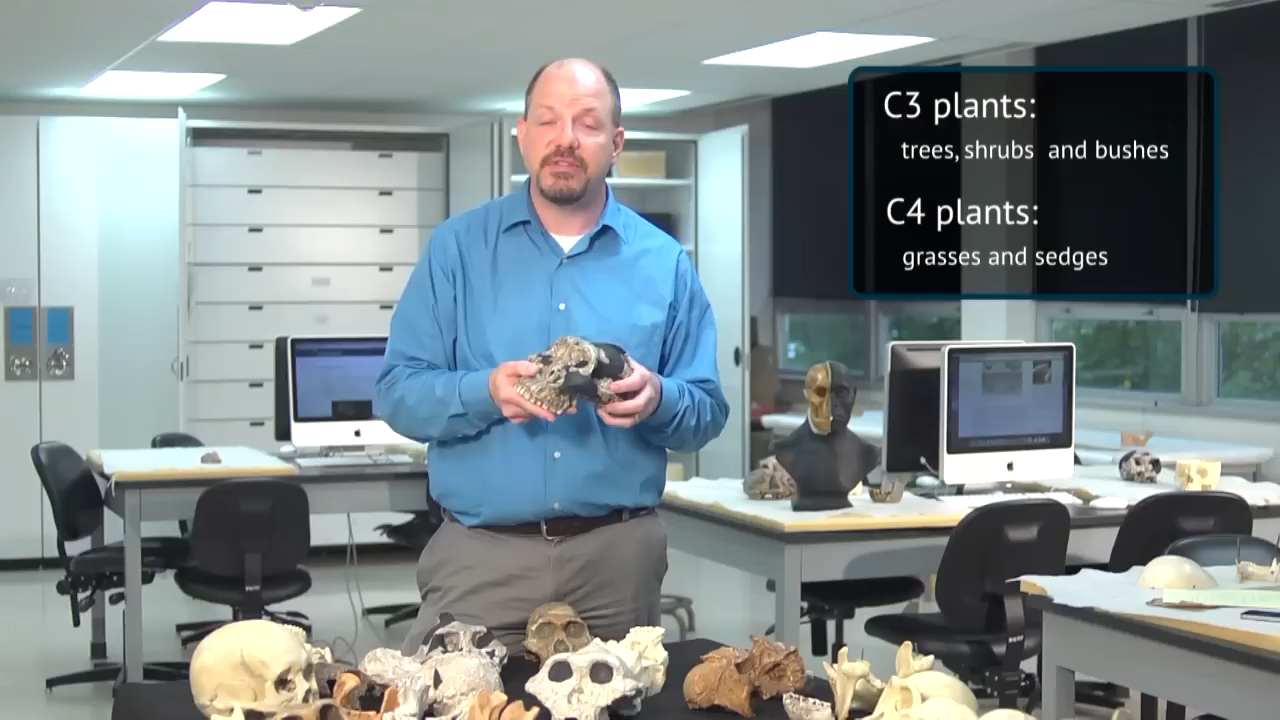 C3 plants:
trees, shrubs and bushes
C4 plants:
grasses and sedges